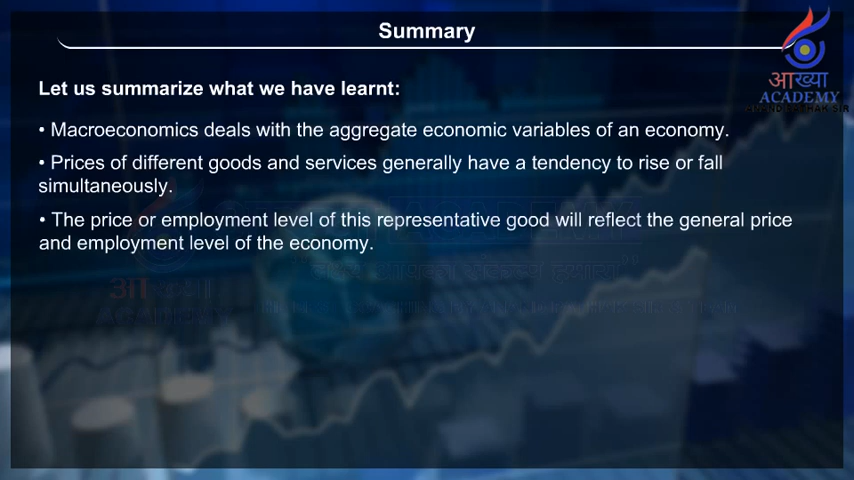 Summary
आख्या
ACADEMY
Let us summarize what we have learnt:
• Macroeconomics deals with the aggregate economic variables of an economy.
• Prices of different goods and services generally have a tendency to rise or fall
simultaneously.
• The price or employment level of this representative good will reflect the general price
and employment level of the economy.